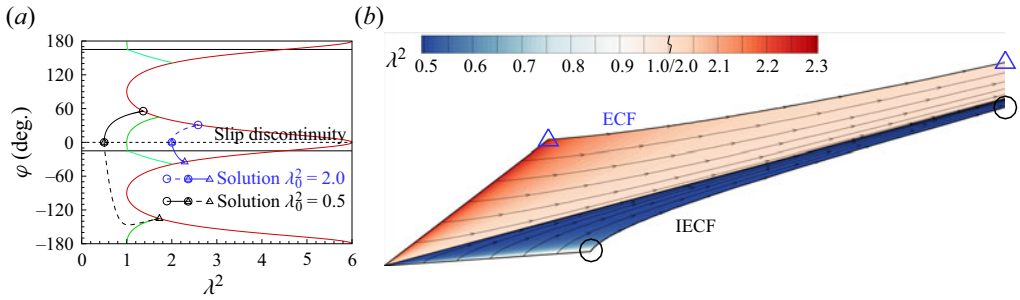 (a)
180
120
60
0
−60
−120
−180
φ (deg.)
Slip discontinuity
Solution λ₀² = 2.0
Solution λ₀² = 0.5
0 1 2 3 4 5 6
λ²
(b)
λ²
0.5 0.6 0.7 0.8 0.9 1.0/2.0 2.1 2.2 2.3
ECF
IECF